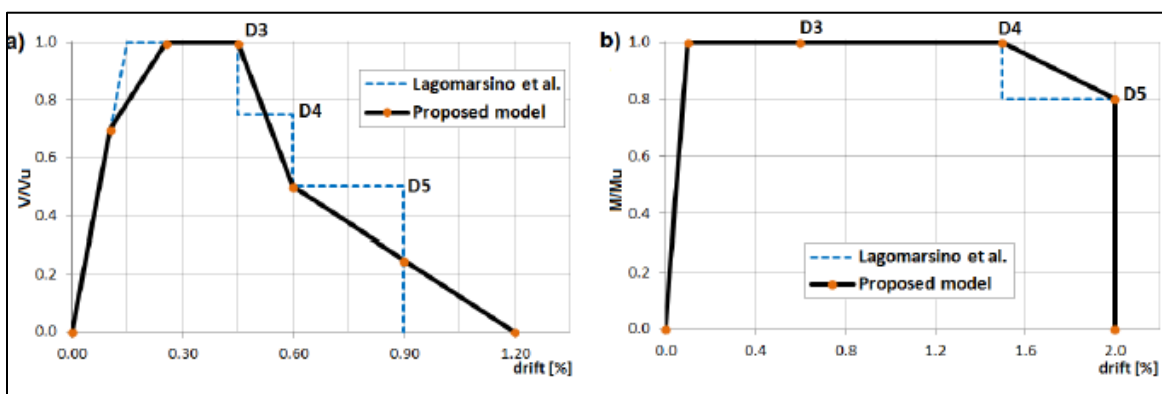 a)
V/Vu
1.0
0.8
0.6
0.4
0.2
0.0
0.00
0.30
0.60
0.90
1.20
drift [%]
D3
D4
D5
Lagomarsino et al.
Proposed model
b)
M/Mu
1.0
0.8
0.6
0.4
0.2
0.0
0.0
0.4
0.8
1.2
1.6
2.0
drift [%]
D3
D4
D5
Lagomarsino et al.
Proposed model